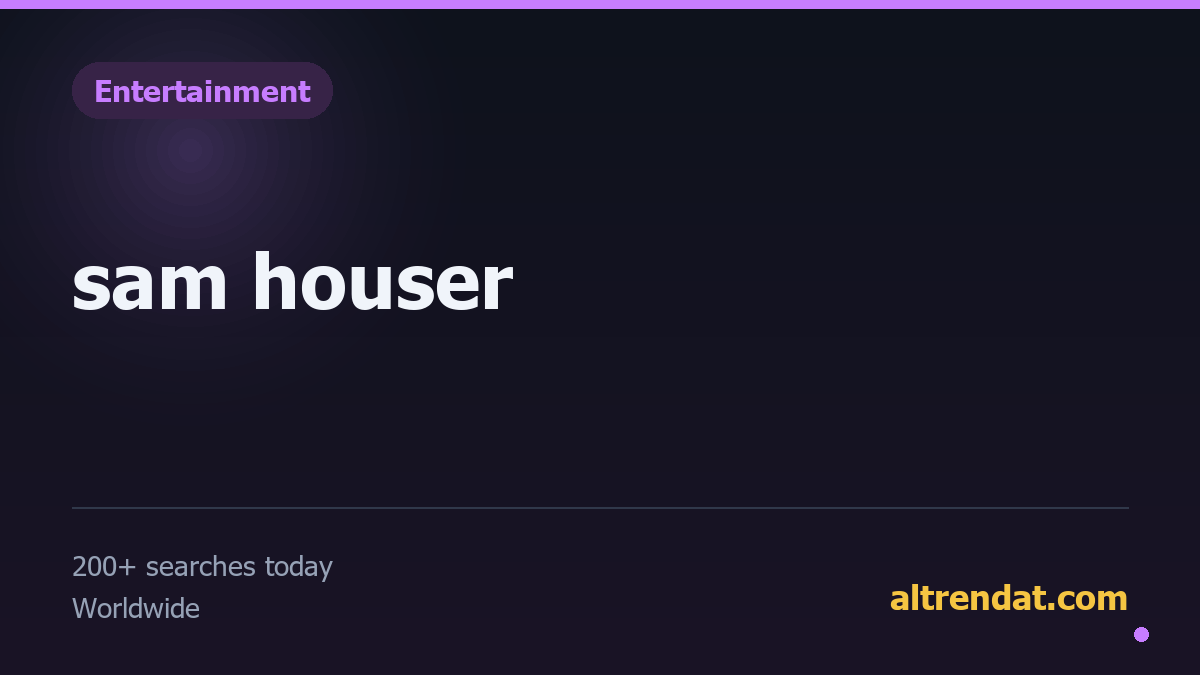 Entertainment
sam houser
200+ searches today
Worldwide
altrendat.com